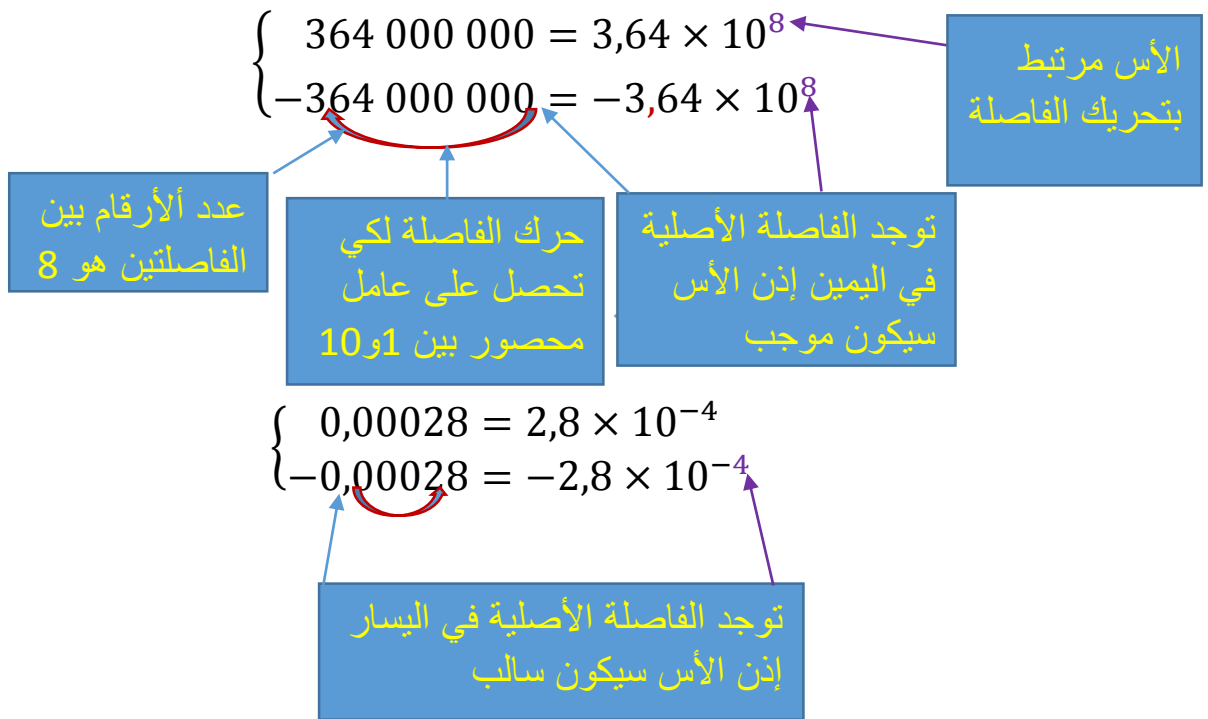 364 000 000 = 3,64 × 10⁸
−364 000 000 = −3,64 × 10⁸
الأس مرتبط
بتحريك الفاصلة
عدد ألأرقام بين
الفاصلتين هو 8
حرك الفاصلة لكي
تحصل على عامل
محصور بين 1و10
توجد الفاصلة الأصلية
في اليمين إذن الأس
سيكون موجب
0,00028 = 2,8 × 10⁻⁴
−0,00028 = −2,8 × 10⁻⁴
توجد الفاصلة الأصلية في اليسار
إذن الأس سيكون سالب